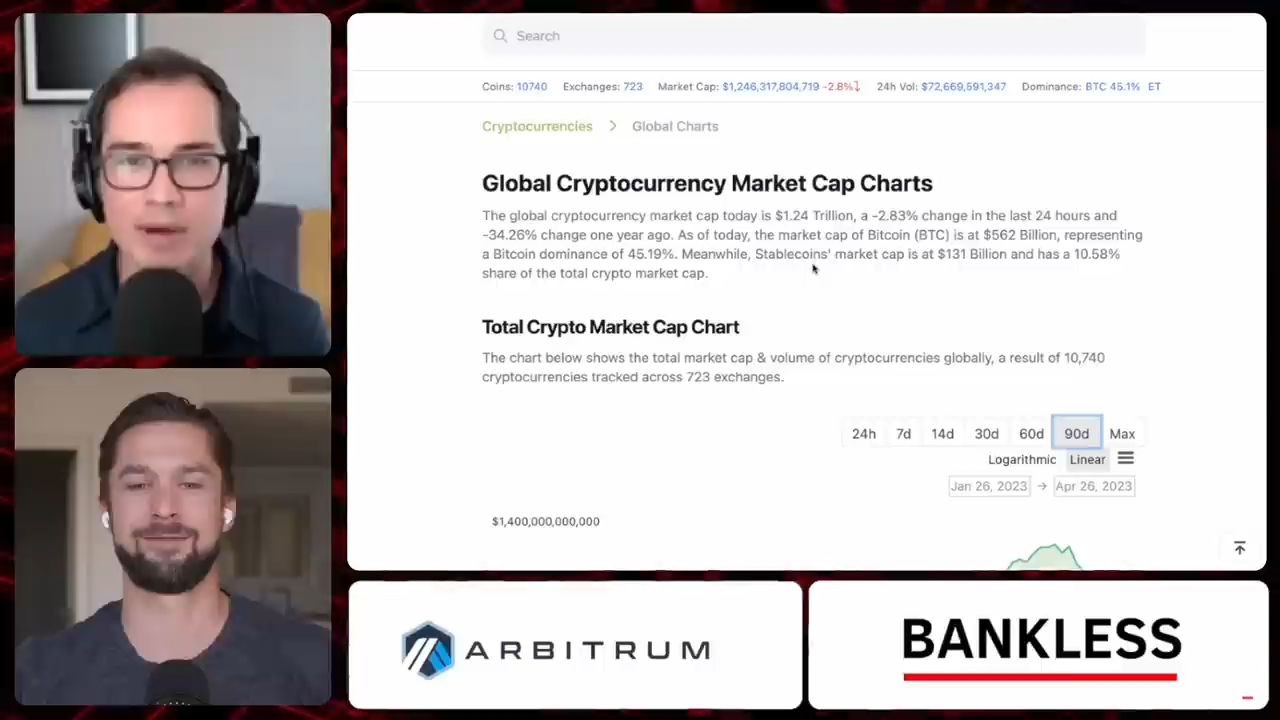 Search
Coins: 10740 Exchanges: 723 Market Cap: $1,246,317,804,719 -2.8% 24h Vol: $72,669,591,347 Dominance: BTC 45.1% ET
Cryptocurrencies > Global Charts
Global Cryptocurrency Market Cap Charts
The global cryptocurrency market cap today is $1.24 Trillion, a -2.83% change in the last 24 hours and
-34.26% change one year ago. As of today, the market cap of Bitcoin (BTC) is at $562 Billion, representing
a Bitcoin dominance of 45.19%. Meanwhile, Stablecoins' market cap is at $131 Billion and has a 10.58%
share of the total crypto market cap.
Total Crypto Market Cap Chart
The chart below shows the total market cap & volume of cryptocurrencies globally, a result of 10,740
cryptocurrencies tracked across 723 exchanges.
24h 7d 14d 30d 60d 90d Max
Logarithmic Linear
Jan 26, 2023 → Apr 26, 2023
$1,400,000,000,000
ARBITRUM
BANKLESS